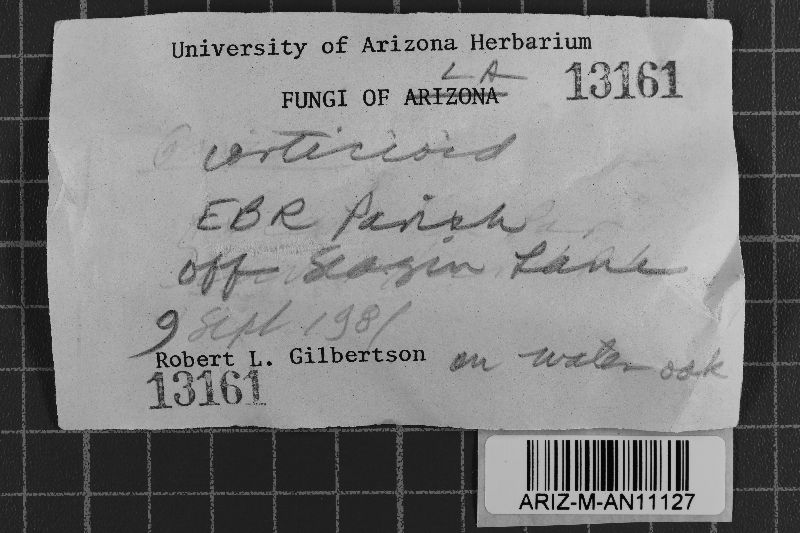 University of Arizona Herbarium
LA
FUNGI OF ARIZONA 13161
corticioid
EBR Parish
off Seagin Lane
9 Sept 1981
Robert L. Gilbertson on water oak
13161
ARIZ-M-AN11127